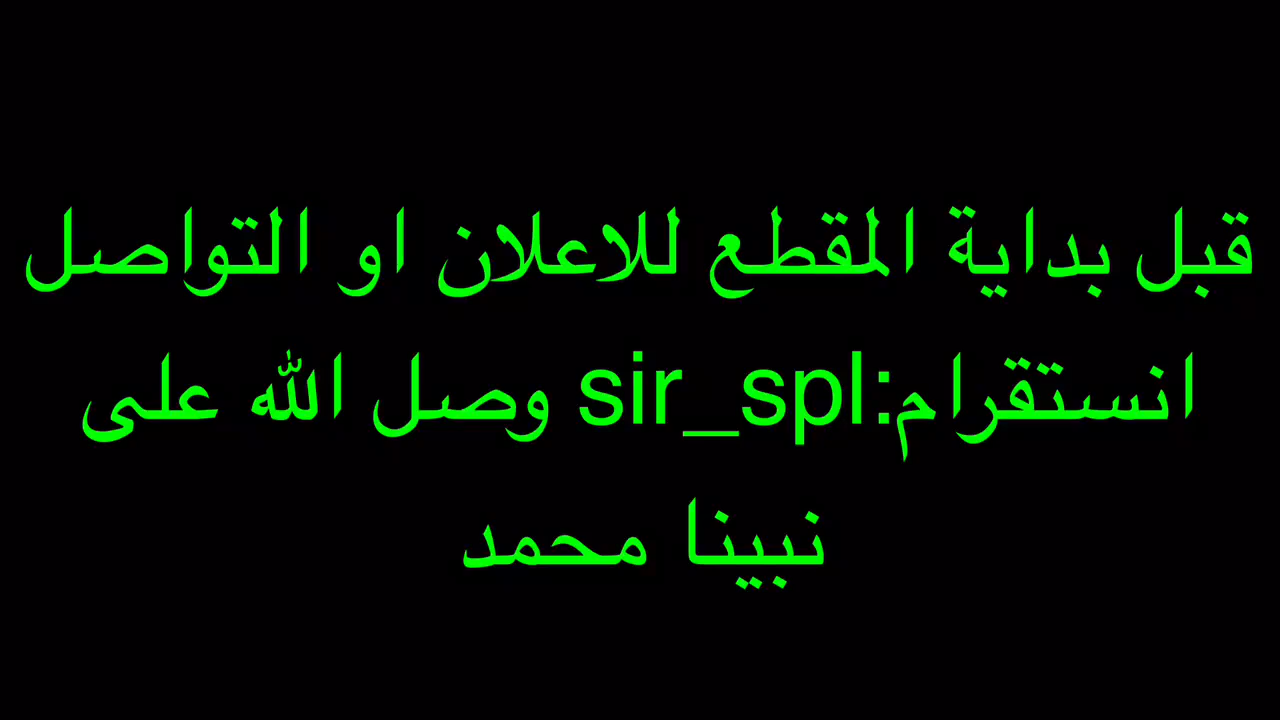 قبل بداية المقطع للاعلان او التواصل
انستقرام:sir_spl وصل الله على
نبينا محمد